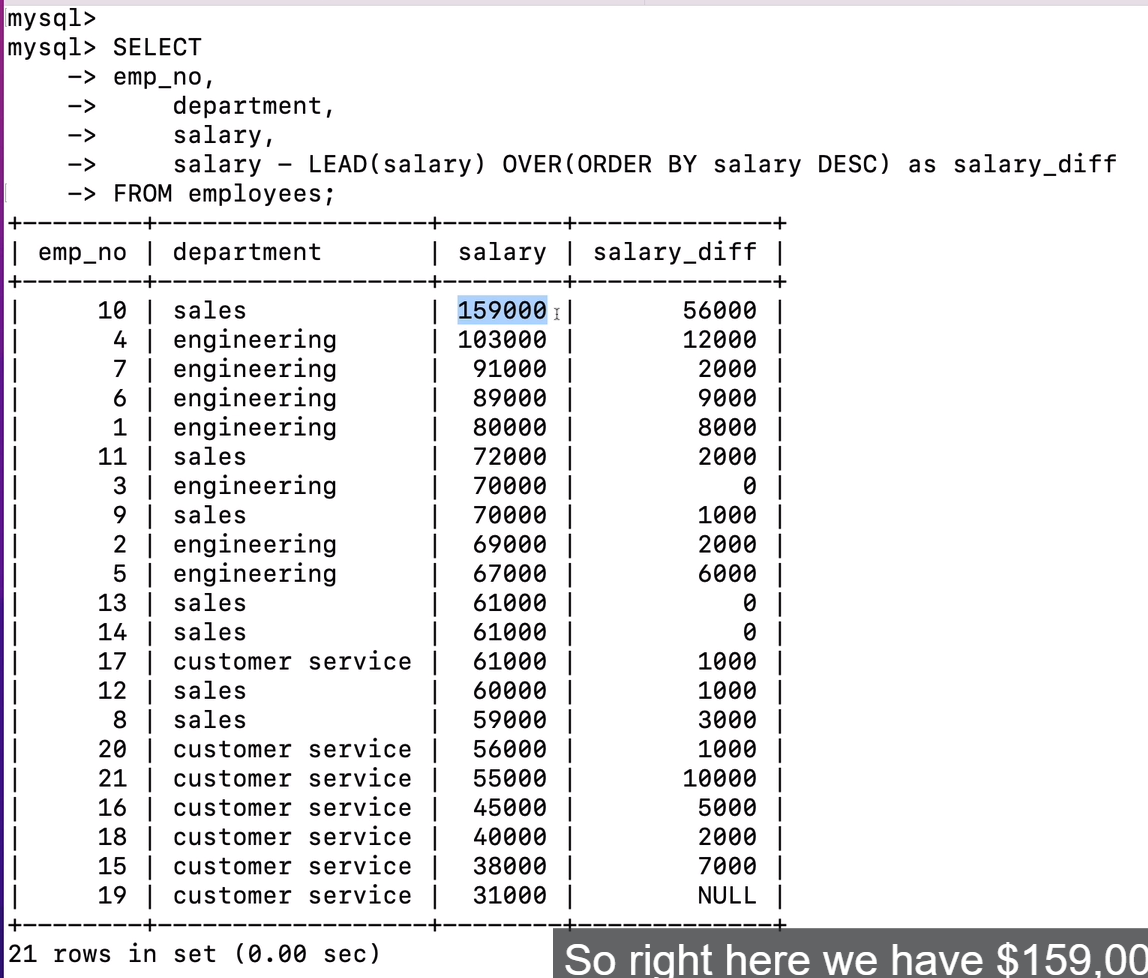 mysql>
mysql> SELECT
    -> emp_no,
    ->     department,
    ->     salary,
    ->     salary - LEAD(salary) OVER(ORDER BY salary DESC) as salary_diff
    -> FROM employees;
+--------+------------------+--------+-------------+
| emp_no | department       | salary | salary_diff |
+--------+------------------+--------+-------------+
|     10 | sales            | 159000 |       56000 |
|      4 | engineering      | 103000 |       12000 |
|      7 | engineering      |  91000 |        2000 |
|      6 | engineering      |  89000 |        9000 |
|      1 | engineering      |  80000 |        8000 |
|     11 | sales            |  72000 |        2000 |
|      3 | engineering      |  70000 |           0 |
|      9 | sales            |  70000 |        1000 |
|      2 | engineering      |  69000 |        2000 |
|      5 | engineering      |  67000 |        6000 |
|     13 | sales            |  61000 |           0 |
|     14 | sales            |  61000 |           0 |
|     17 | customer service |  61000 |        1000 |
|     12 | sales            |  60000 |        1000 |
|      8 | sales            |  59000 |        3000 |
|     20 | customer service |  56000 |        1000 |
|     21 | customer service |  55000 |       10000 |
|     16 | customer service |  45000 |        5000 |
|     18 | customer service |  40000 |        2000 |
|     15 | customer service |  38000 |        7000 |
|     19 | customer service |  31000 |        NULL |
+--------+------------------+--------+-------------+
21 rows in set (0.00 sec)
So right here we have $159,00